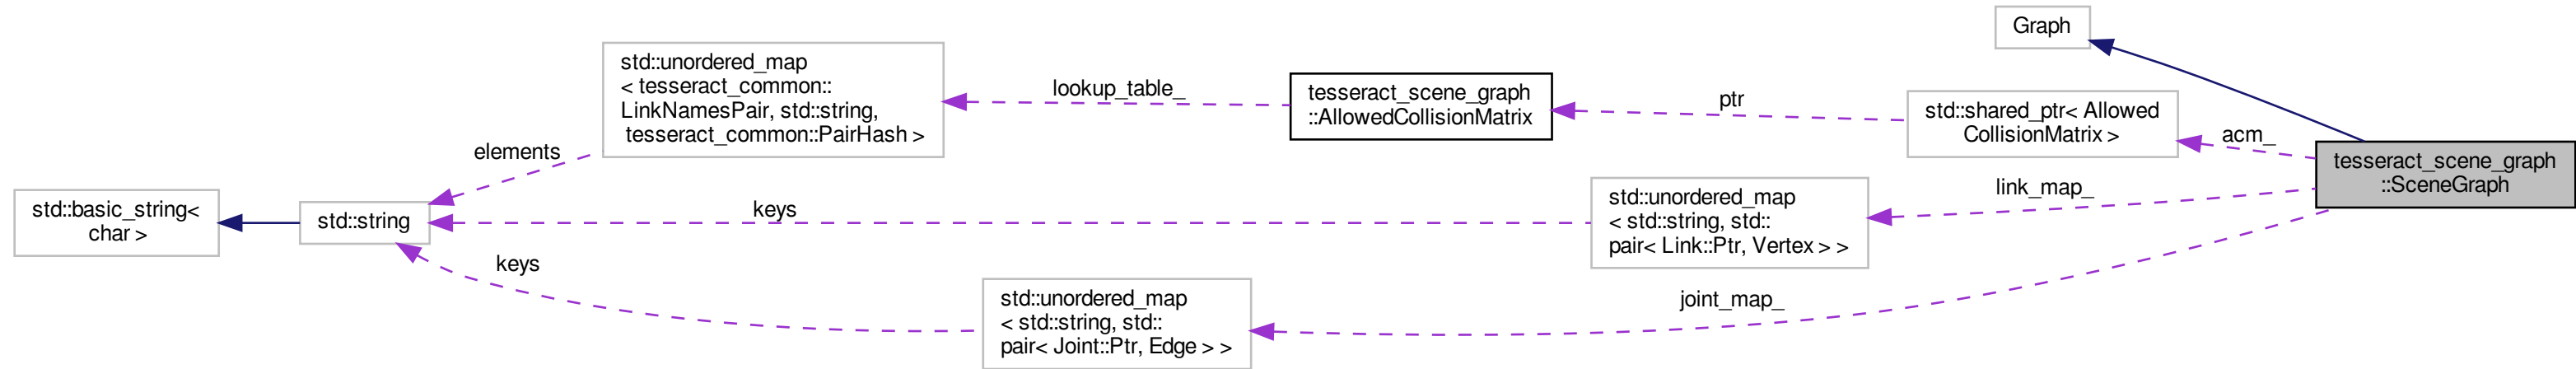 Graph
std::unordered_map
< tesseract_common::
LinkNamesPair, std::string,
tesseract_common::PairHash >
lookup_table_
tesseract_scene_graph
::AllowedCollisionMatrix
ptr
std::shared_ptr< Allowed
CollisionMatrix >
acm_
tesseract_scene_graph
::SceneGraph
elements
std::basic_string<
char >
std::string
keys
std::unordered_map
< std::string, std::
pair< Link::Ptr, Vertex > >
link_map_
keys
std::unordered_map
< std::string, std::
pair< Joint::Ptr, Edge > >
joint_map_